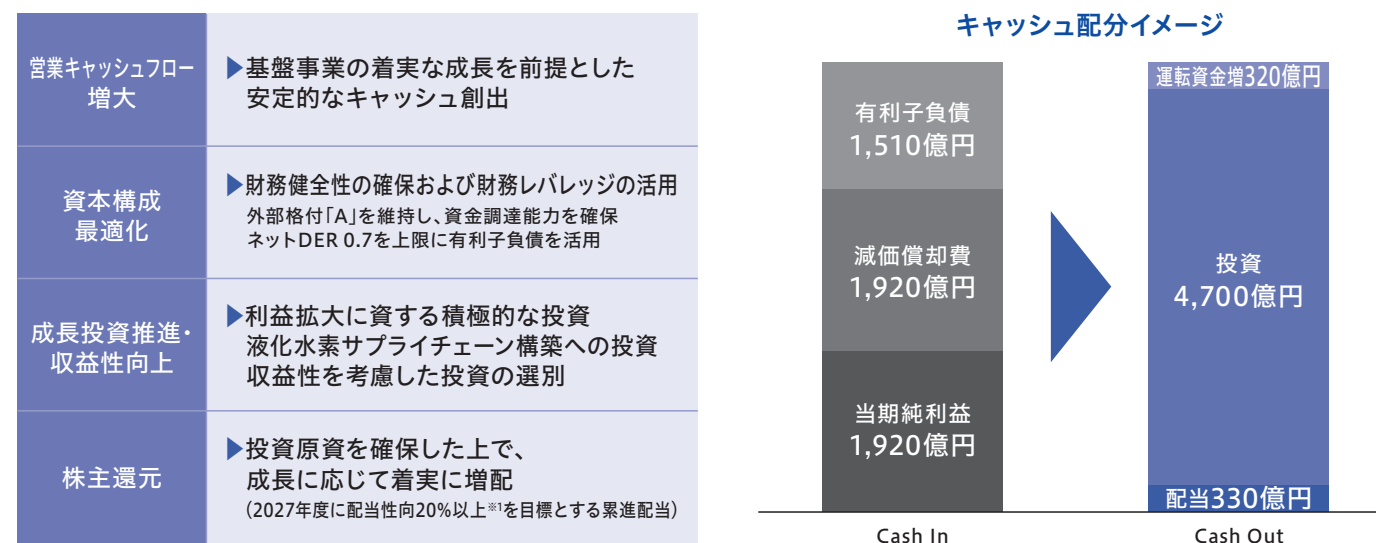 営業キャッシュフロー
増大
▶基盤事業の着実な成長を前提とした
安定的なキャッシュ創出
資本構成
最適化
▶財務健全性の確保および財務レバレッジの活用
外部格付「A」を維持し、資金調達能力を確保
ネットDER 0.7を上限に有利子負債を活用
成長投資推進・
収益性向上
▶利益拡大に資する積極的な投資
液化水素サプライチェーン構築への投資
収益性を考慮した投資の選別
株主還元
▶投資原資を確保した上で、
成長に応じて着実に増配
（2027年度に配当性向20%以上※1を目標とする累進配当）
キャッシュ配分イメージ
有利子負債
1,510億円
減価償却費
1,920億円
当期純利益
1,920億円
Cash In
運転資金増320億円
投資
4,700億円
配当330億円
Cash Out